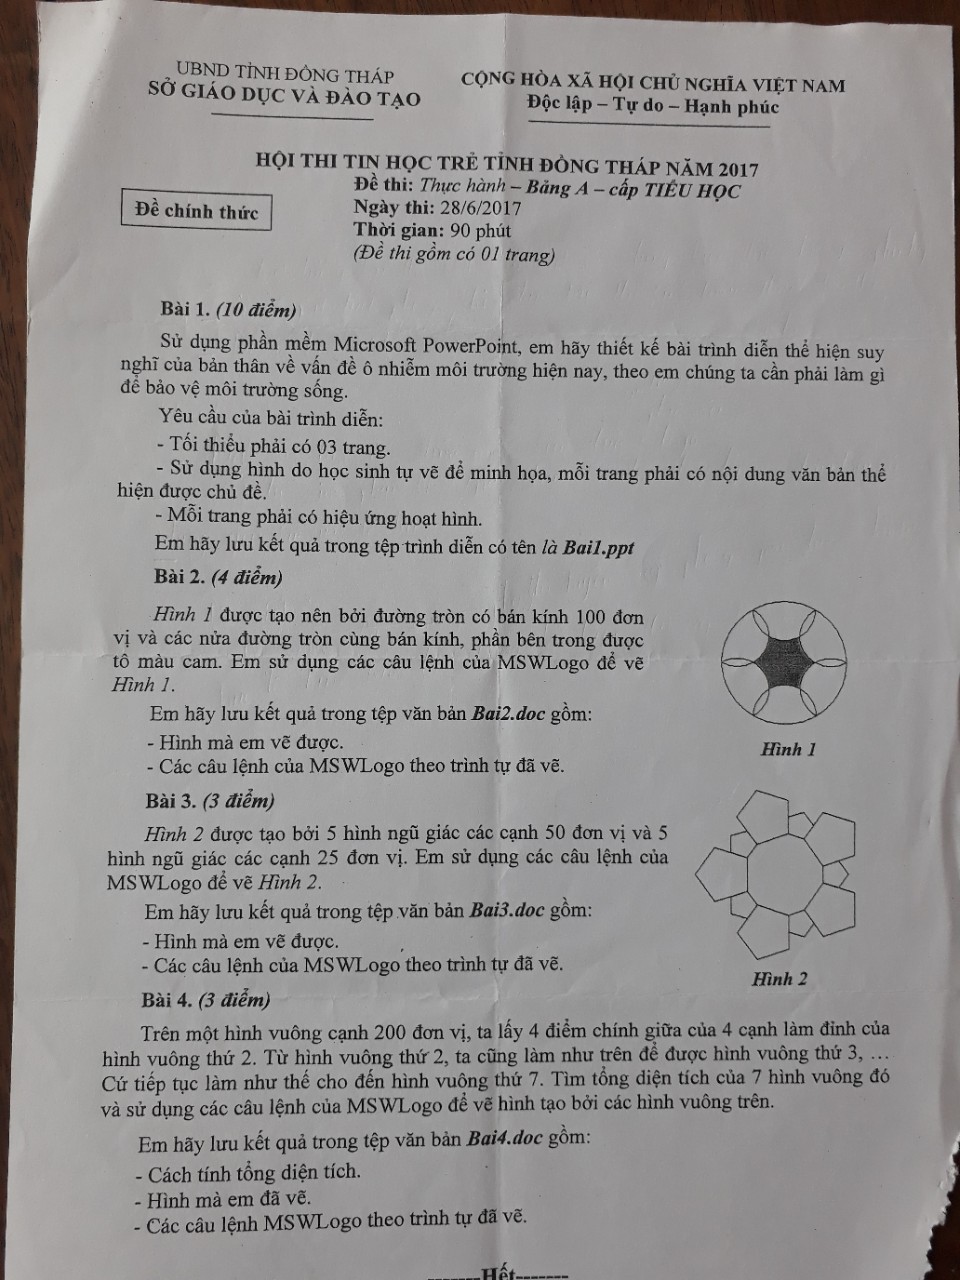 UBND TỈNH ĐỒNG THÁP
SỞ GIÁO DỤC VÀ ĐÀO TẠO
CỘNG HÒA XÃ HỘI CHỦ NGHĨA VIỆT NAM
Độc lập – Tự do – Hạnh phúc
HỘI THI TIN HỌC TRẺ TỈNH ĐỒNG THÁP NĂM 2017
Đề chính thức
Đề thi: Thực hành – Bảng A – cấp TIỂU HỌC
Ngày thi: 28/6/2017
Thời gian: 90 phút
(Đề thi gồm có 01 trang)
Bài 1. (10 điểm)
Sử dụng phần mềm Microsoft PowerPoint, em hãy thiết kế bài trình diễn thể hiện suy
nghĩ của bản thân về vấn đề ô nhiễm môi trường hiện nay, theo em chúng ta cần phải làm gì
để bảo vệ môi trường sống.
Yêu cầu của bài trình diễn:
- Tối thiểu phải có 03 trang.
- Sử dụng hình do học sinh tự vẽ để minh họa, mỗi trang phải có nội dung văn bản thể
hiện được chủ đề.
- Mỗi trang phải có hiệu ứng hoạt hình.
Em hãy lưu kết quả trong tệp trình diễn có tên là Bai1.ppt
Bài 2. (4 điểm)
Hình 1 được tạo nên bởi đường tròn có bán kính 100 đơn
vị và các nửa đường tròn cùng bán kính, phần bên trong được
tô màu cam. Em sử dụng các câu lệnh của MSWLogo để vẽ
Hình 1.
Em hãy lưu kết quả trong tệp văn bản Bai2.doc gồm:
- Hình mà em vẽ được.
- Các câu lệnh của MSWLogo theo trình tự đã vẽ.
Hình 1
Bài 3. (3 điểm)
Hình 2 được tạo bởi 5 hình ngũ giác các cạnh 50 đơn vị và 5
hình ngũ giác các cạnh 25 đơn vị. Em sử dụng các câu lệnh của
MSWLogo để vẽ Hình 2.
Em hãy lưu kết quả trong tệp văn bản Bai3.doc gồm:
- Hình mà em vẽ được.
- Các câu lệnh của MSWLogo theo trình tự đã vẽ.
Hình 2
Bài 4. (3 điểm)
Trên một hình vuông cạnh 200 đơn vị, ta lấy 4 điểm chính giữa của 4 cạnh làm đỉnh của
hình vuông thứ 2. Từ hình vuông thứ 2, ta cũng làm như trên để được hình vuông thứ 3, …
Cứ tiếp tục làm như thế cho đến hình vuông thứ 7. Tìm tổng diện tích của 7 hình vuông đó
và sử dụng các câu lệnh của MSWLogo để vẽ hình tạo bởi các hình vuông trên.
Em hãy lưu kết quả trong tệp văn bản Bai4.doc gồm:
- Cách tính tổng diện tích.
- Hình mà em đã vẽ.
- Các câu lệnh MSWLogo theo trình tự đã vẽ.
-------Hết-------